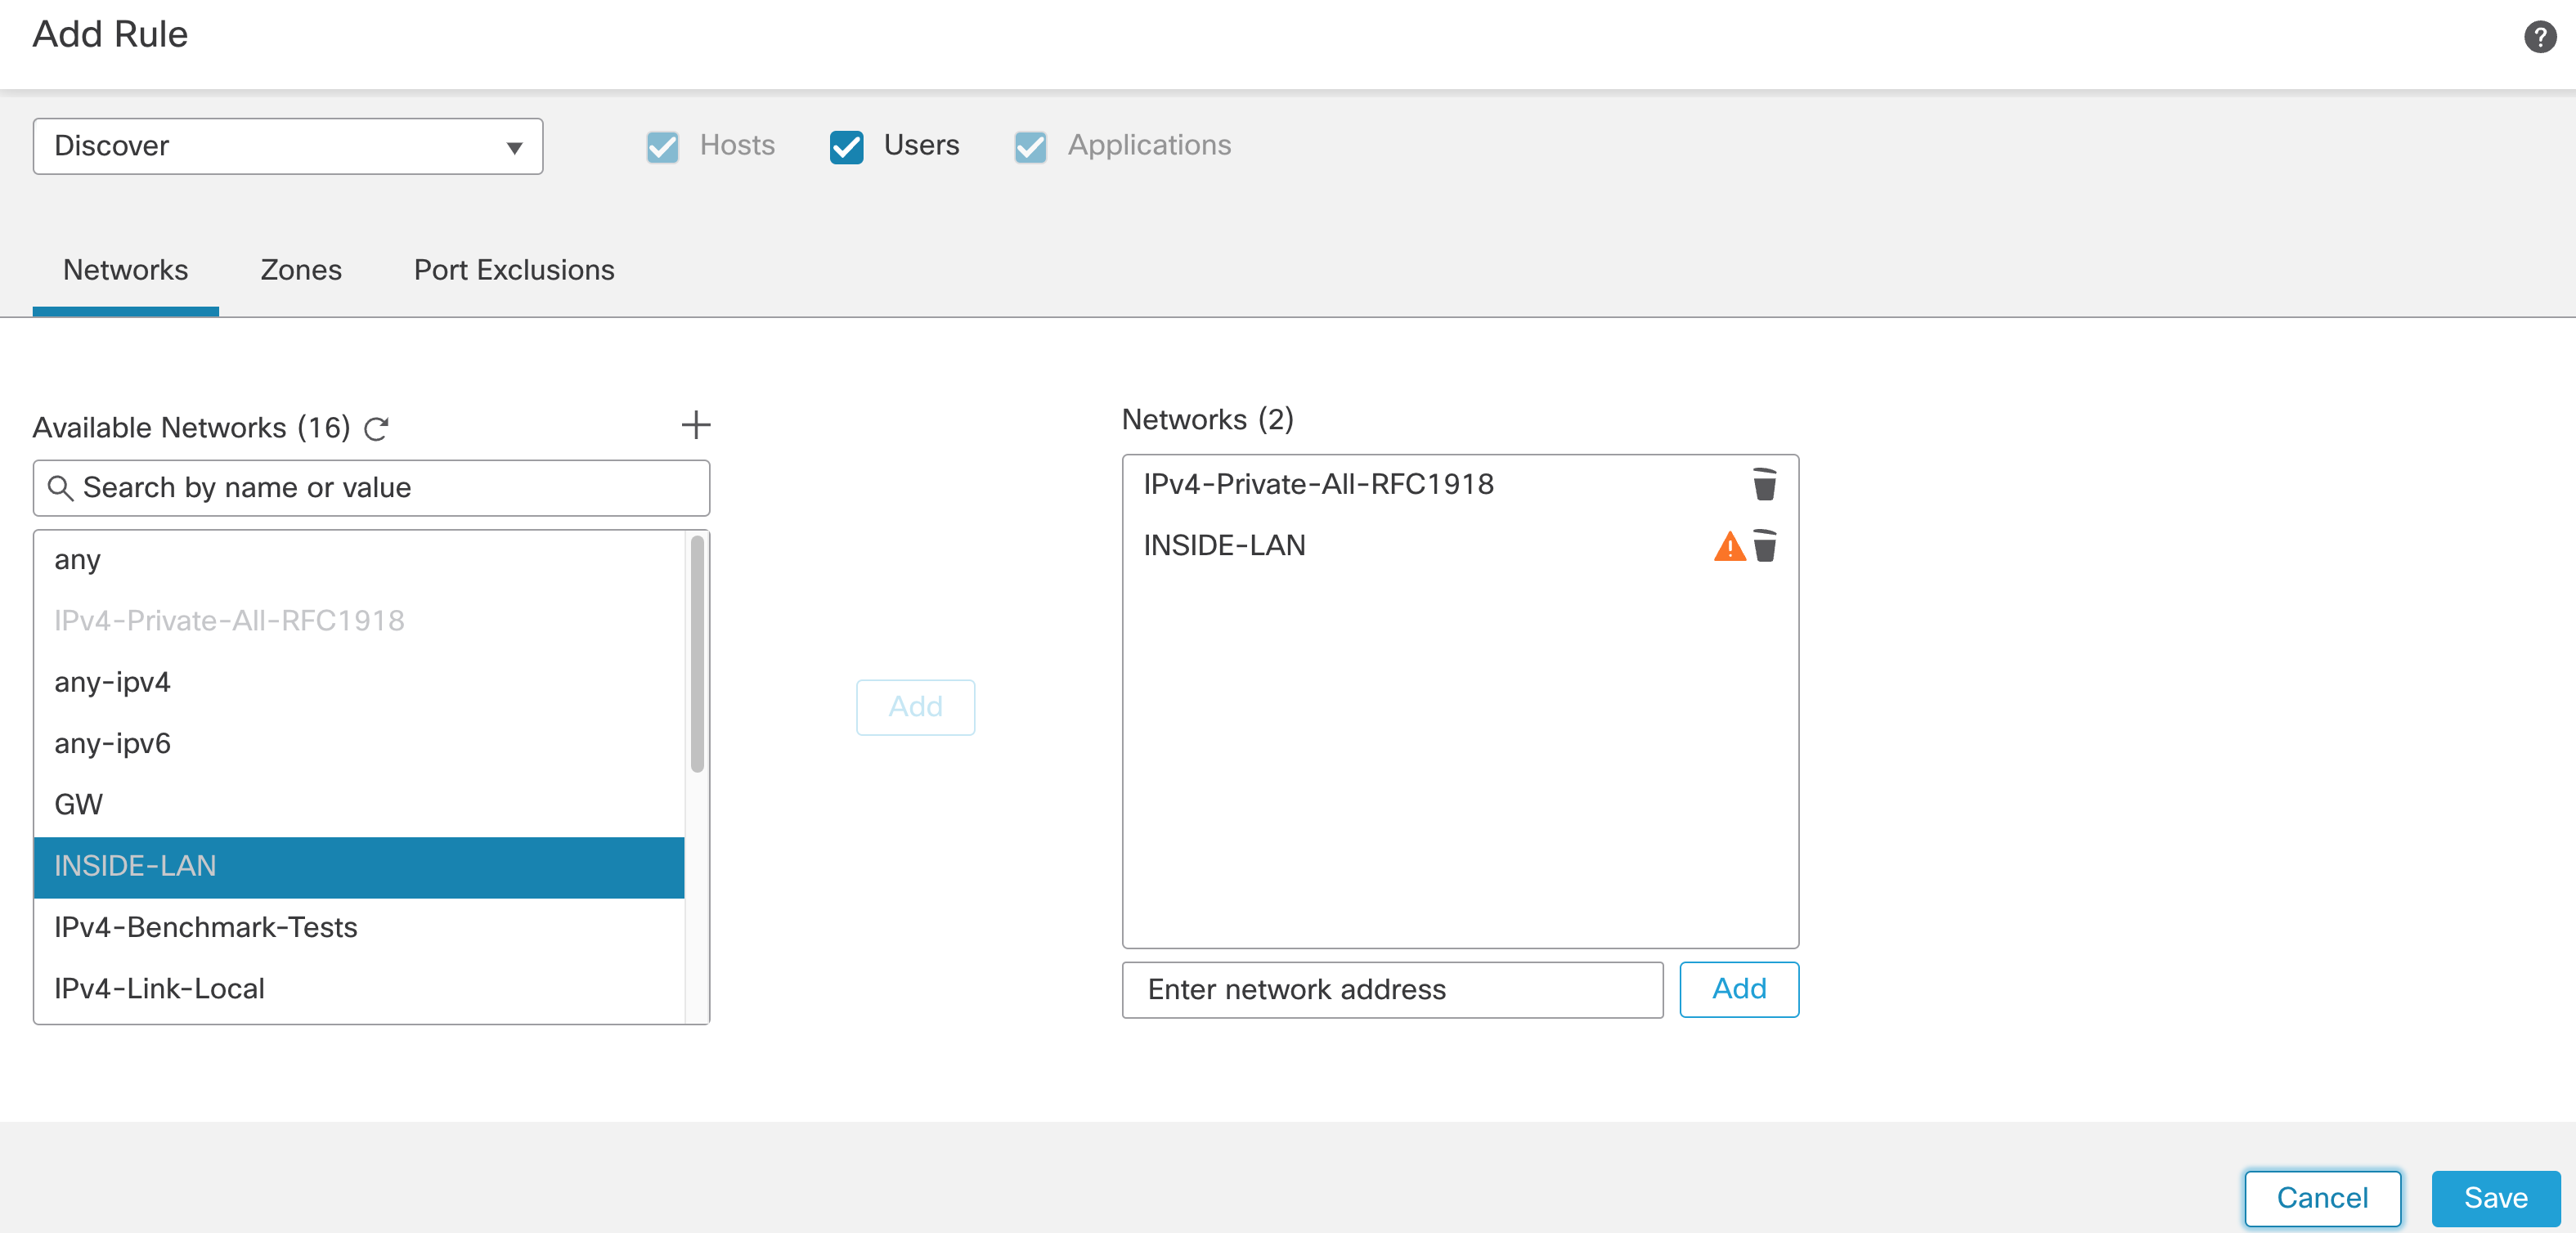 Add Rule
?
Discover
Hosts
Users
Applications
Networks
Zones
Port Exclusions
Available Networks (16)
Search by name or value
any
IPv4-Private-All-RFC1918
any-ipv4
any-ipv6
GW
INSIDE-LAN
IPv4-Benchmark-Tests
IPv4-Link-Local
Add
Networks (2)
IPv4-Private-All-RFC1918
INSIDE-LAN
Enter network address
Add
Cancel
Save